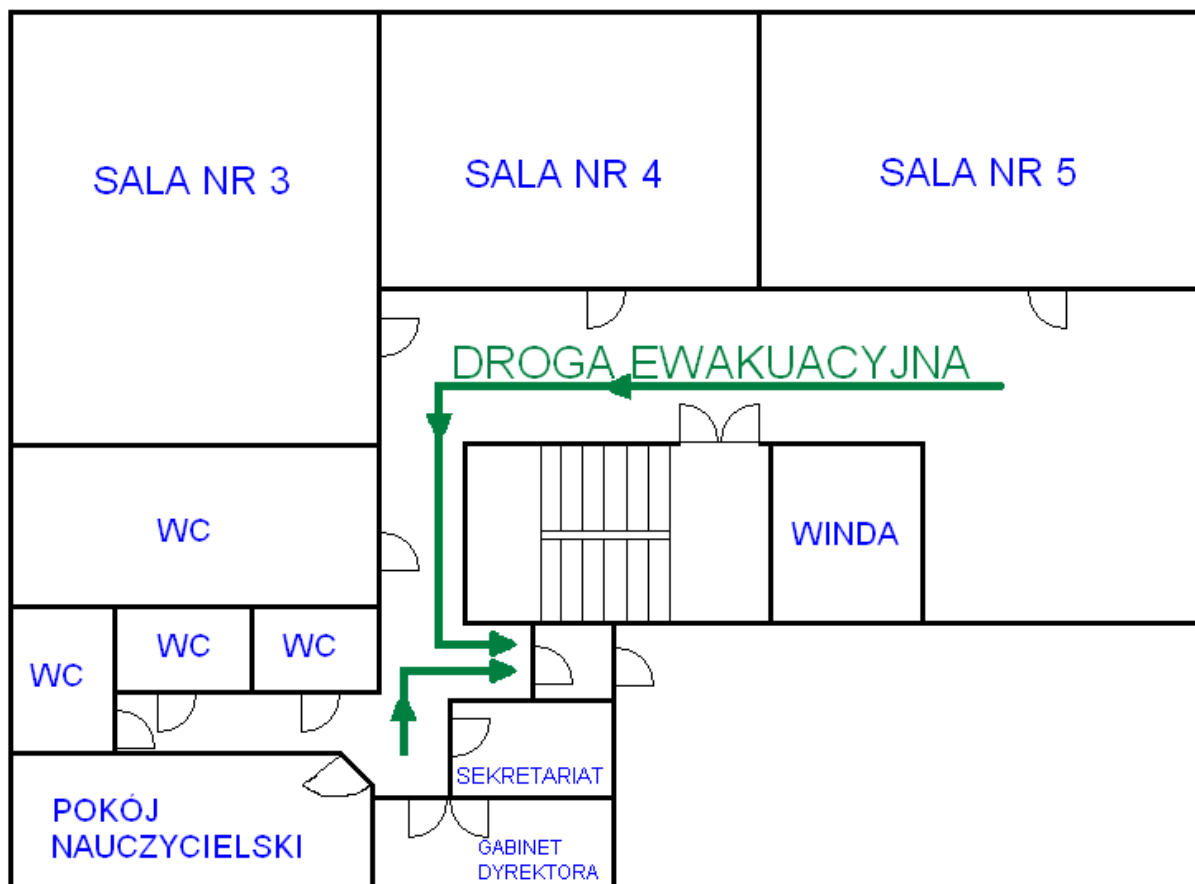 SALA NR 3
SALA NR 4
SALA NR 5
DROGA EWAKUACYJNA
WC
WINDA
WC
WC
WC
SEKRETARIAT
POKÓJ
NAUCZYCIELSKI
GABINET
DYREKTORA